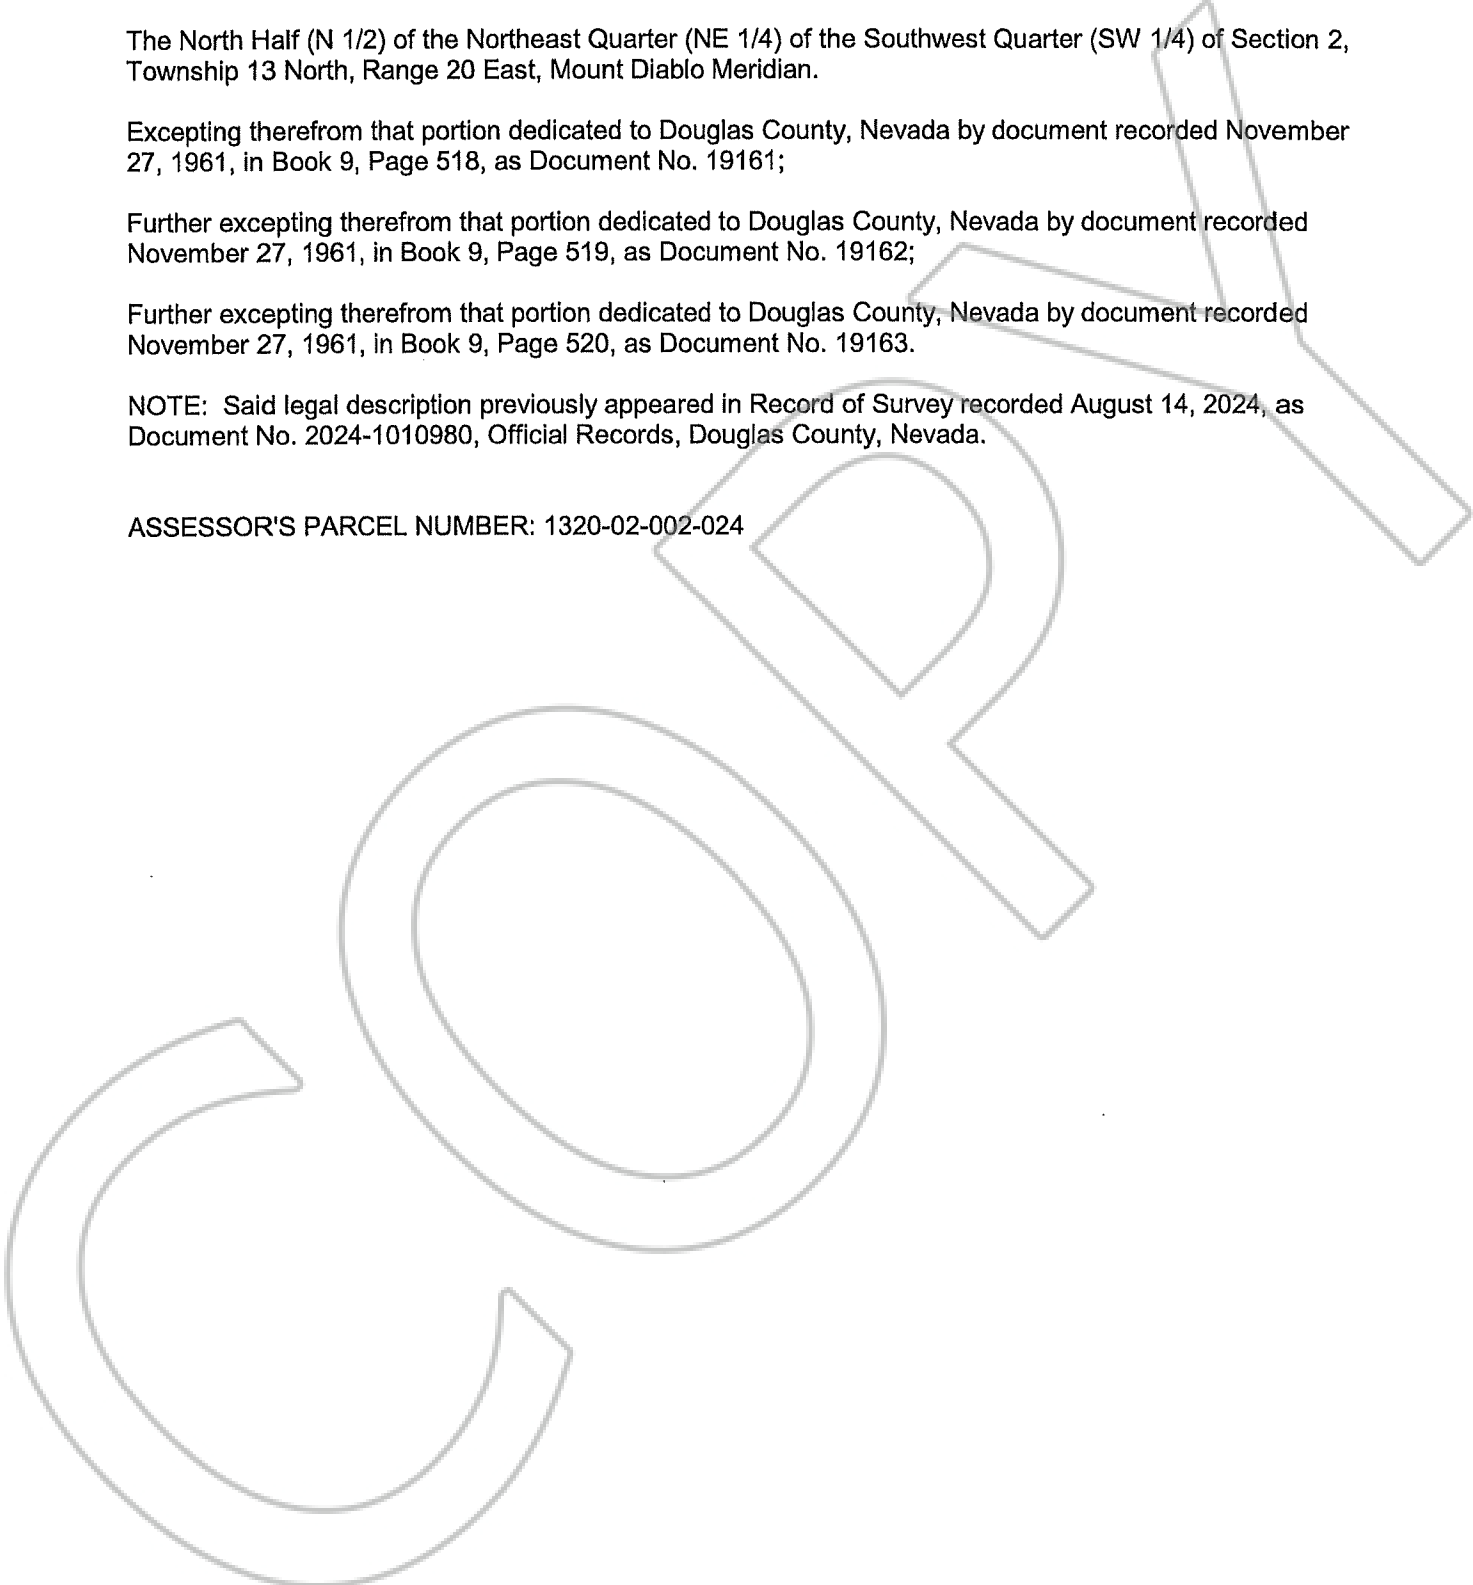 The North Half (N 1/2) of the Northeast Quarter (NE 1/4) of the Southwest Quarter (SW 1/4) of Section 2,
Township 13 North, Range 20 East, Mount Diablo Meridian.
Excepting therefrom that portion dedicated to Douglas County, Nevada by document recorded November
27, 1961, in Book 9, Page 518, as Document No. 19161;
Further excepting therefrom that portion dedicated to Douglas County, Nevada by document recorded
November 27, 1961, in Book 9, Page 519, as Document No. 19162;
Further excepting therefrom that portion dedicated to Douglas County, Nevada by document recorded
November 27, 1961, in Book 9, Page 520, as Document No. 19163.
NOTE:  Said legal description previously appeared in Record of Survey recorded August 14, 2024, as
Document No. 2024-1010980, Official Records, Douglas County, Nevada.
ASSESSOR'S PARCEL NUMBER: 1320-02-002-024
COPY